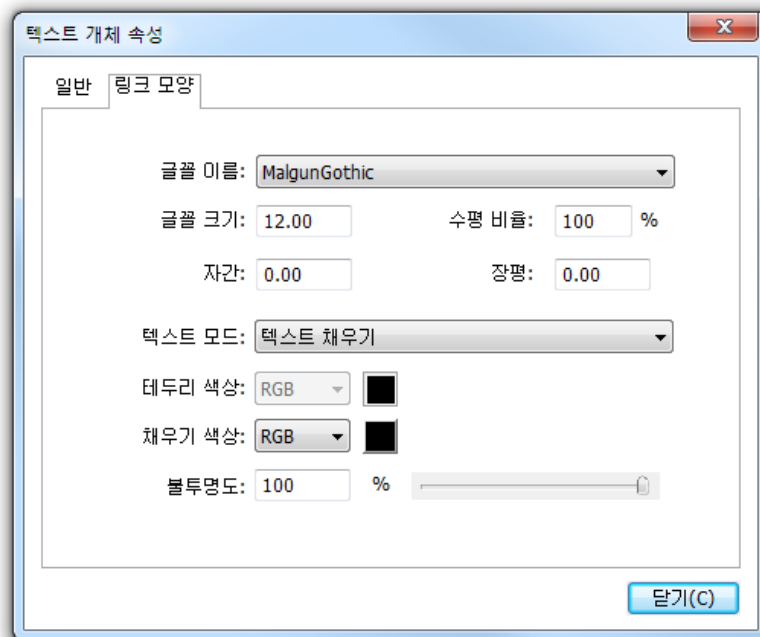 텍스트 개체 속성
일반 링크 모양
글꼴 이름: MalgunGothic
글꼴 크기: 12.00 수평 비율: 100 %
자간: 0.00 장평: 0.00
텍스트 모드: 텍스트 채우기
테두리 색상: RGB
채우기 색상: RGB
불투명도: 100 %
닫기(C)